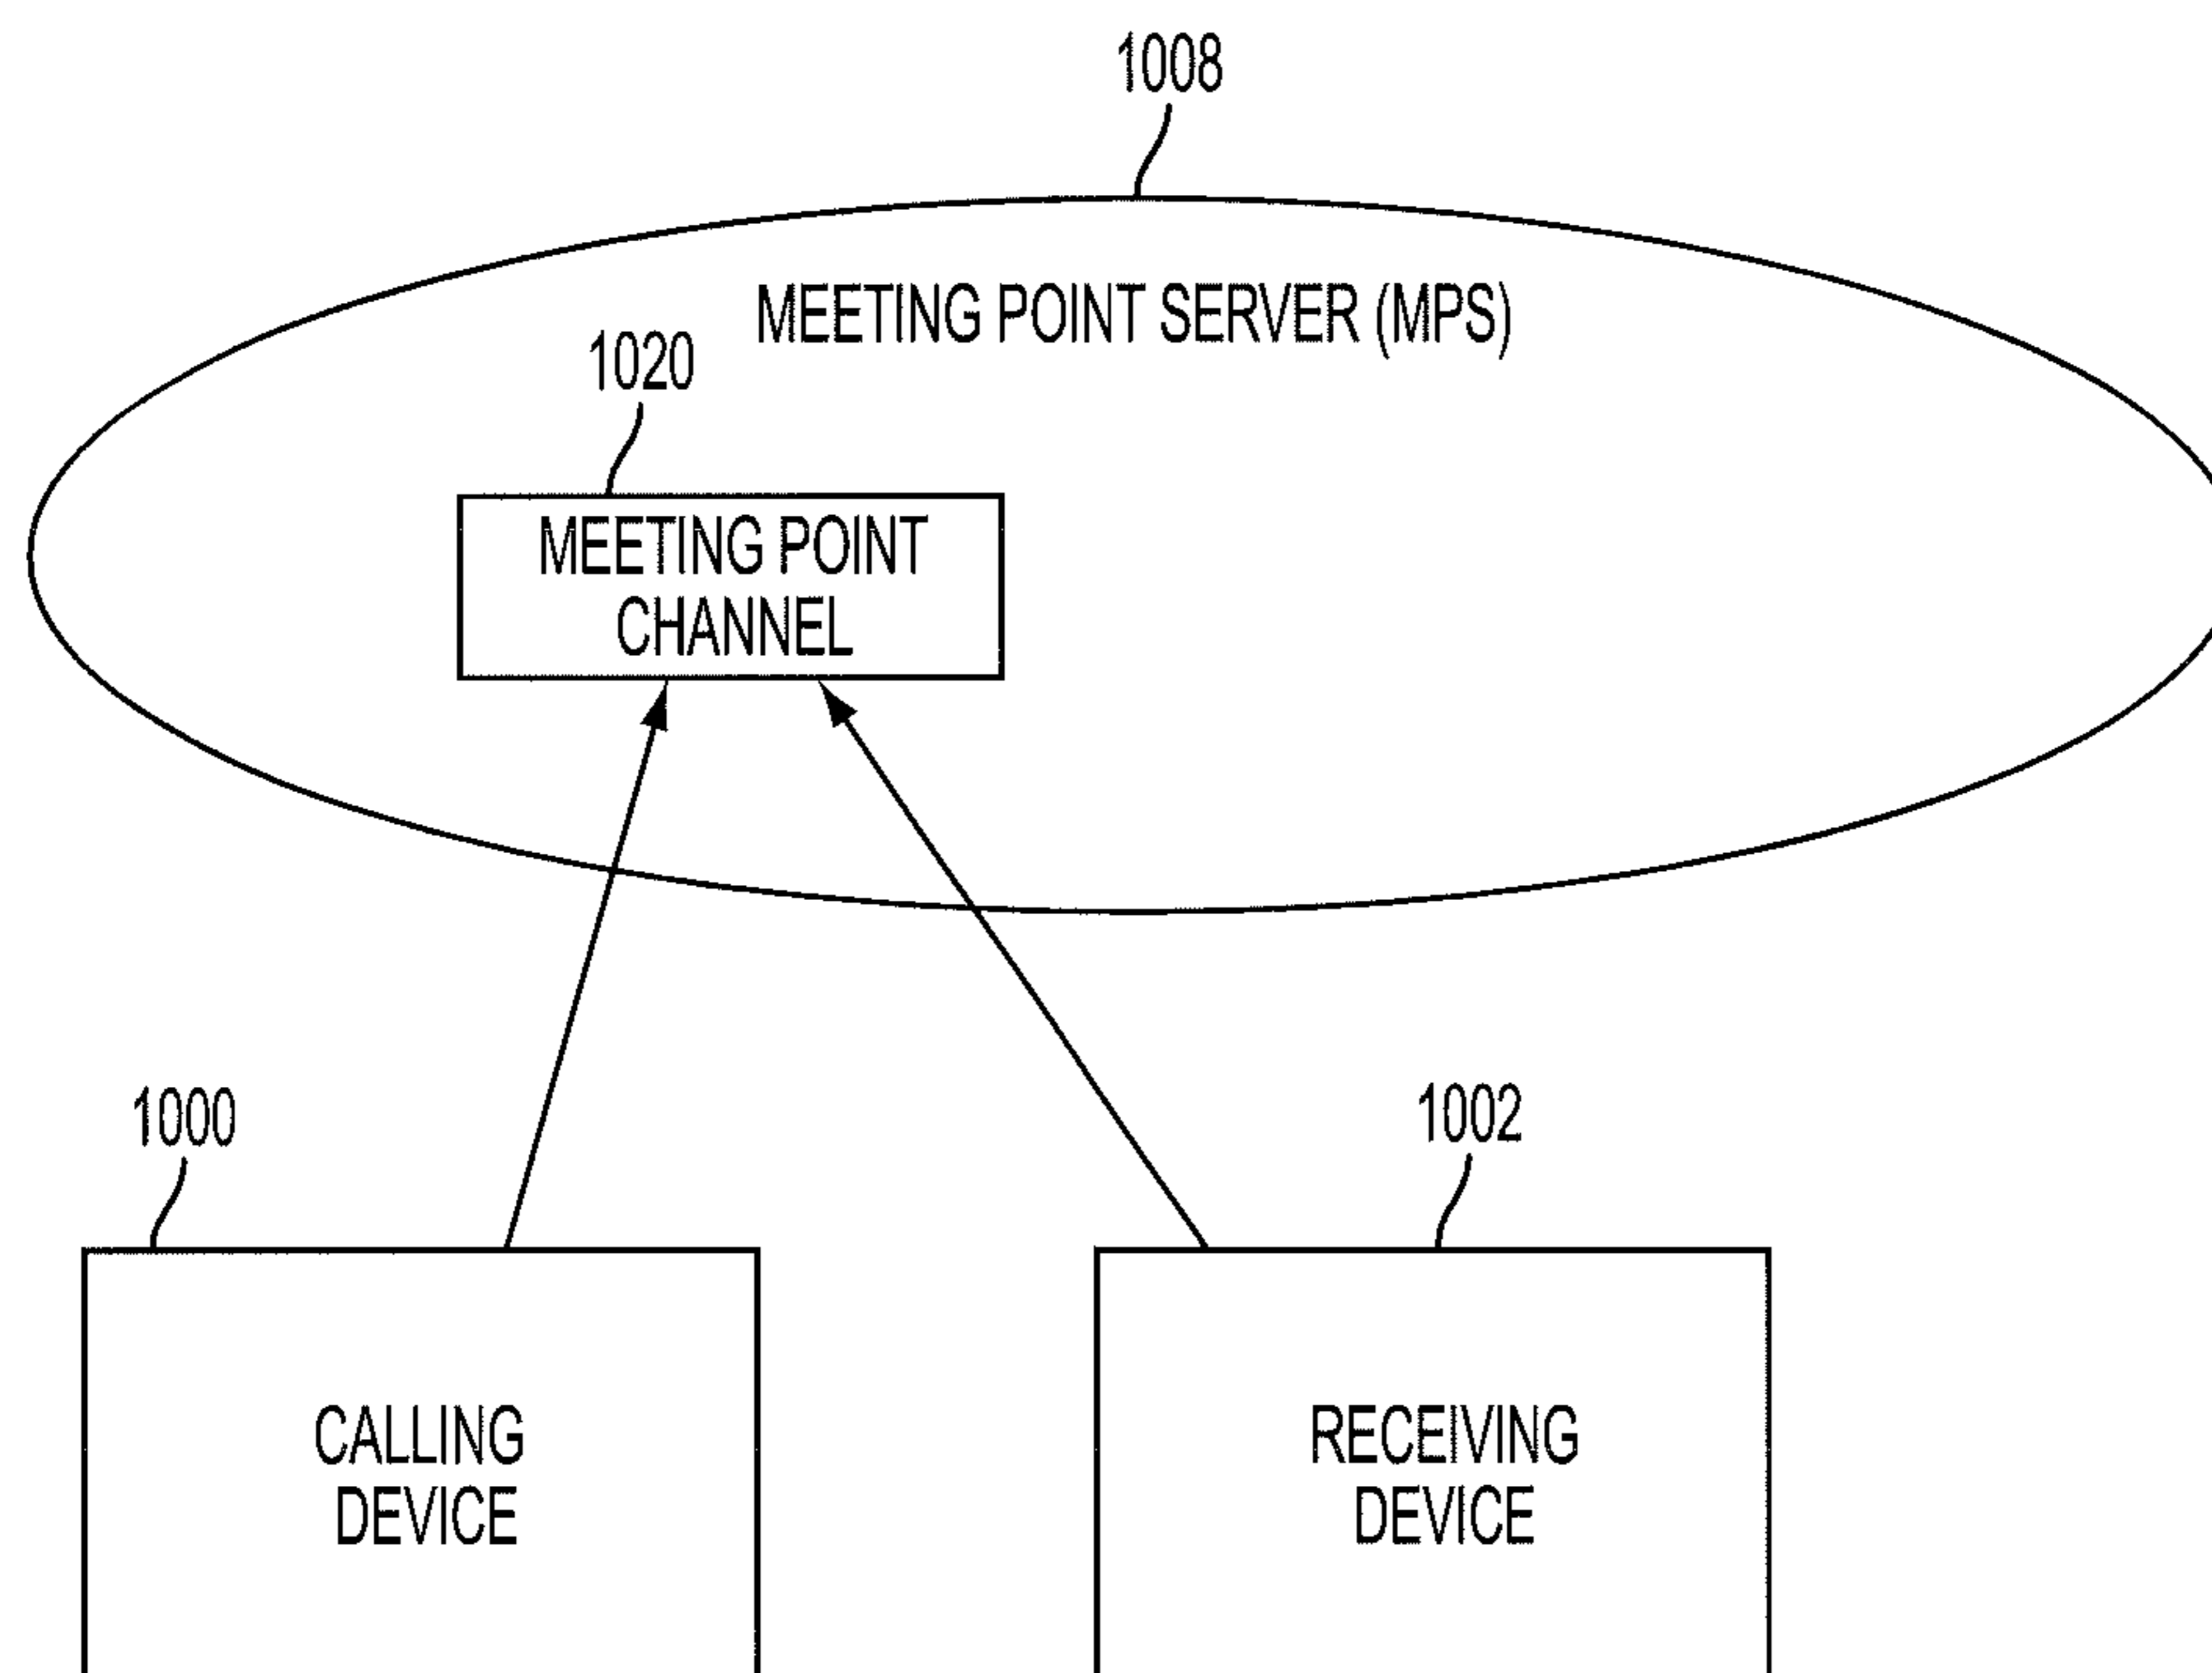 1008
MEETING POINT SERVER (MPS)
1020
MEETING POINT
CHANNEL
1000
1002
CALLING
DEVICE
RECEIVING
DEVICE